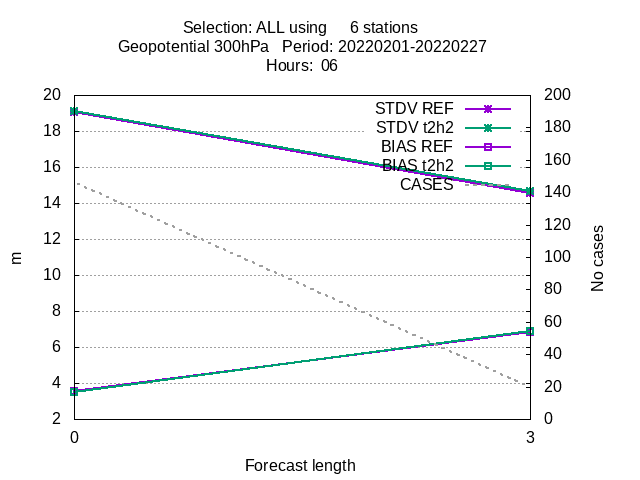 Selection: ALL using     6 stations
Geopotential 300hPa   Period: 20220201-20220227
Hours:  06
STDV REF
STDV t2h2
BIAS REF
BIAS t2h2
CASES
20
18
16
14
12
10
8
6
4
2
m
200
180
160
140
120
100
80
60
40
20
0
No cases
0
3
Forecast length